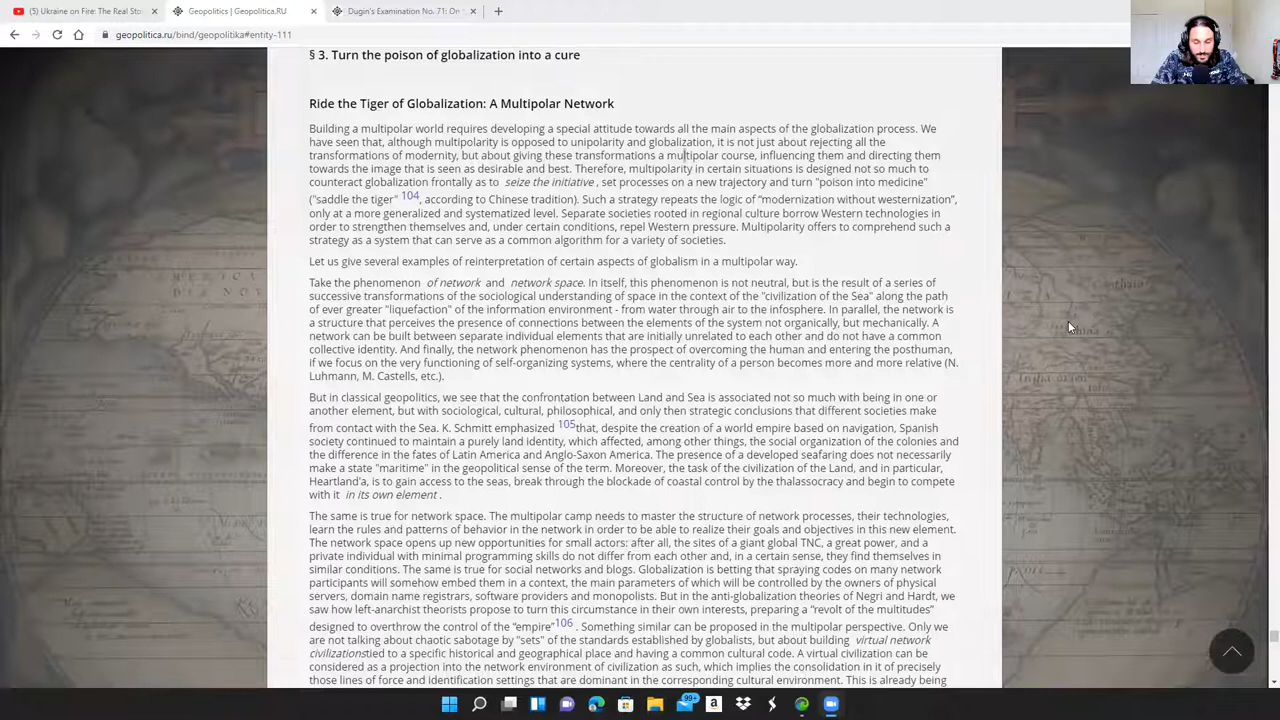 (5) Ukraine on Fire: The Real Sto
Geopolitics | Geopolitica.RU
Dugin's Examination No. 71: On
geopolitica.ru/bind/geopolitika#entity-111
§ 3. Turn the poison of globalization into a cure
Ride the Tiger of Globalization: A Multipolar Network
Building a multipolar world requires developing a special attitude towards all the main aspects of the globalization process. We
have seen that, although multipolarity is opposed to unipolarity and globalization, it is not just about rejecting all the
transformations of modernity, but about giving these transformations a multipolar course, influencing them and directing them
towards the image that is seen as desirable and best. Therefore, multipolarity in certain situations is designed not so much to
counteract globalization frontally as to seize the initiative , set processes on a new trajectory and turn "poison into medicine"
("saddle the tiger" 104, according to Chinese tradition). Such a strategy repeats the logic of “modernization without westernization”,
only at a more generalized and systematized level. Separate societies rooted in regional culture borrow Western technologies in
order to strengthen themselves and, under certain conditions, repel Western pressure. Multipolarity offers to comprehend such a
strategy as a system that can serve as a common algorithm for a variety of societies.
Let us give several examples of reinterpretation of certain aspects of globalism in a multipolar way.
Take the phenomenon of network and network space. In itself, this phenomenon is not neutral, but is the result of a series of
successive transformations of the sociological understanding of space in the context of the "civilization of the Sea" along the path
of ever greater "liquefaction" of the information environment - from water through air to the infosphere. In parallel, the network is
a structure that perceives the presence of connections between the elements of the system not organically, but mechanically. A
network can be built between separate individual elements that are initially unrelated to each other and do not have a common
collective identity. And finally, the network phenomenon has the prospect of overcoming the human and entering the posthuman,
if we focus on the very functioning of self-organizing systems, where the centrality of a person becomes more and more relative (N.
Luhmann, M. Castells, etc.).
But in classical geopolitics, we see that the confrontation between Land and Sea is associated not so much with being in one or
another element, but with sociological, cultural, philosophical, and only then strategic conclusions that different societies make
from contact with the Sea. K. Schmitt emphasized 105that, despite the creation of a world empire based on navigation, Spanish
society continued to maintain a purely land identity, which affected, among other things, the social organization of the colonies and
the difference in the fates of Latin America and Anglo-Saxon America. The presence of a developed seafaring does not necessarily
make a state "maritime" in the geopolitical sense of the term. Moreover, the task of the civilization of the Land, and in particular,
Heartland'a, is to gain access to the seas, break through the blockade of coastal control by the thalassocracy and begin to compete
with it in its own element .
The same is true for network space. The multipolar camp needs to master the structure of network processes, their technologies,
learn the rules and patterns of behavior in the network in order to be able to realize their goals and objectives in this new element.
The network space opens up new opportunities for small actors: after all, the sites of a giant global TNC, a great power, and a
private individual with minimal programming skills do not differ from each other and, in a certain sense, they find themselves in
similar conditions. The same is true for social networks and blogs. Globalization is betting that spraying codes on many network
participants will somehow embed them in a context, the main parameters of which will be controlled by the owners of physical
servers, domain name registrars, software providers and monopolists. But in the anti-globalization theories of Negri and Hardt, we
saw how left-anarchist theorists propose to turn this circumstance in their own interests, preparing a “revolt of the multitudes”
designed to overthrow the control of the “empire”106 . Something similar can be proposed in the multipolar perspective. Only we
are not talking about chaotic sabotage by "sets" of the standards established by globalists, but about building virtual network
civilizationstied to a specific historical and geographical place and having a common cultural code. A virtual civilization can be
considered as a projection into the network environment of civilization as such, which implies the consolidation in it of precisely
those lines of force and identification settings that are dominant in the corresponding cultural environment. This is already being
99+